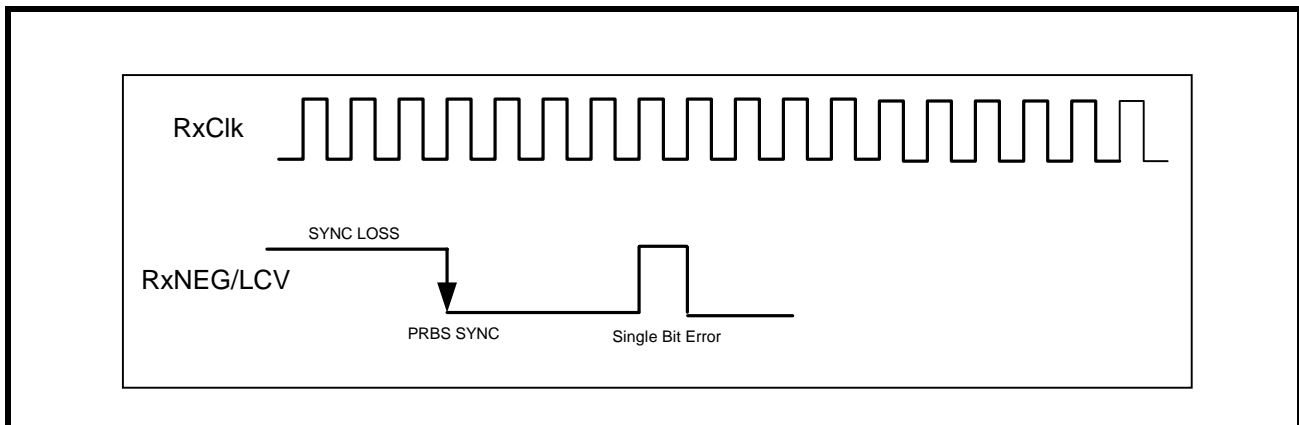 RxClk
SYNC LOSS
RxNEG/LCV
PRBS SYNC
Single Bit Error